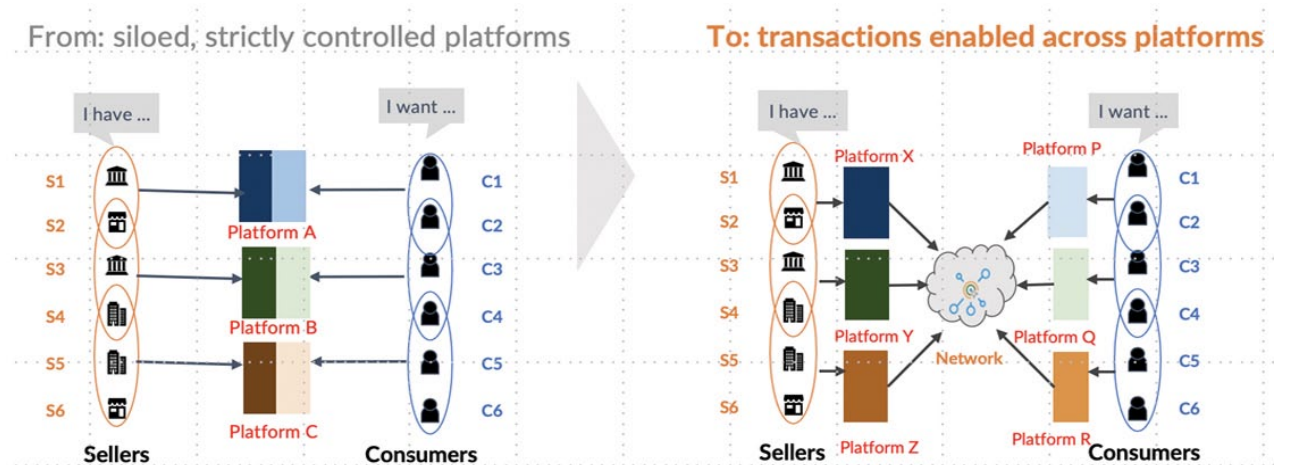 From: siloed, strictly controlled platforms
I have ...
I want ...
S1
C1
S2
C2
Platform A
S3
C3
S4
C4
Platform B
S5
C5
S6
C6
Platform C
Sellers
Consumers
To: transactions enabled across platforms
I have ...
I want ...
Platform X
Platform P
S1
C1
S2
C2
S3
C3
S4
C4
Platform Y
Platform Q
Network
S5
C5
S6
C6
Platform Z
Platform R
Sellers
Consumers